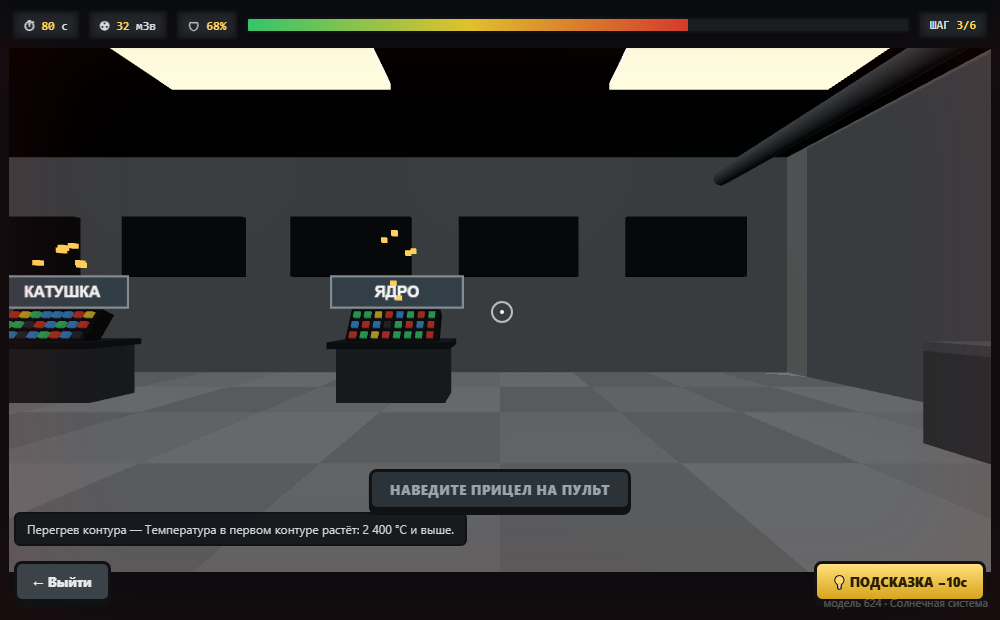 80 с
32 мЗв
68%
ШАГ 3/6
КАТУШКА
ЯДРО
НАВЕДИТЕ ПРИЦЕЛ НА ПУЛЬТ
Перегрев контура — Температура в первом контуре растёт: 2 400 °C и выше.
← Выйти
ПОДСКАЗКА −10с
модель 624 · Солнечная система